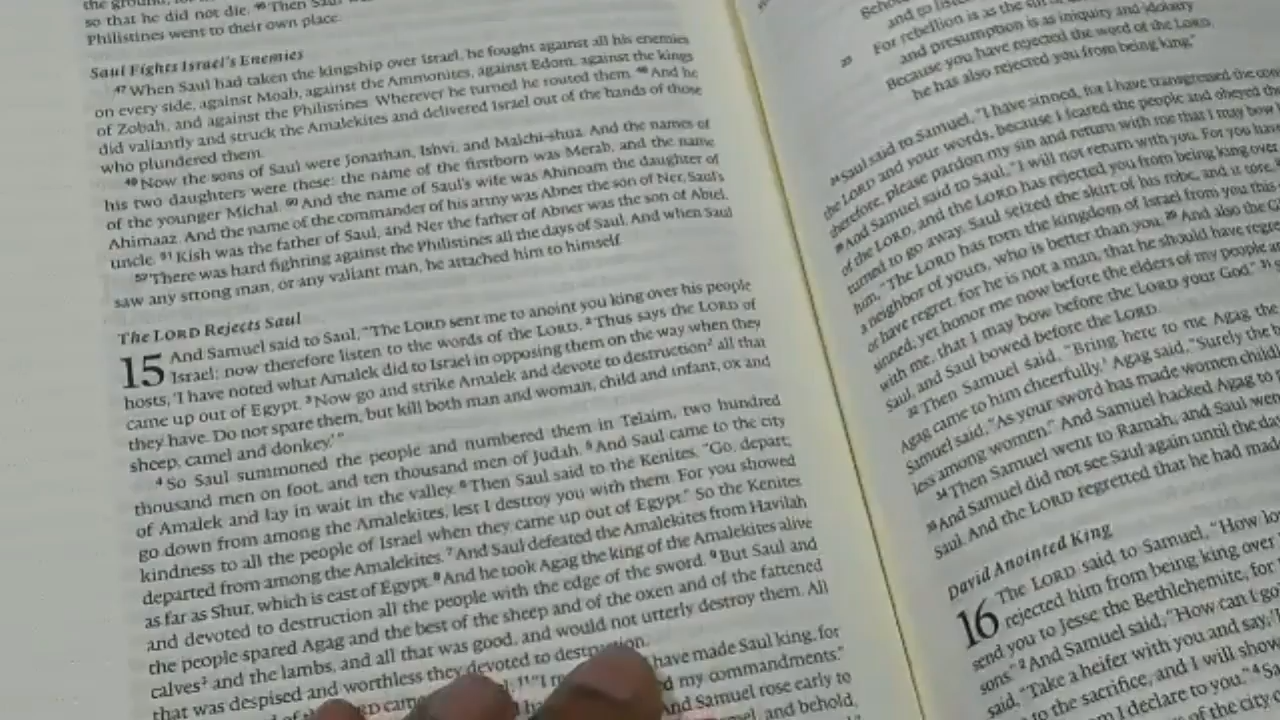 the ground, for
so that he did not die. 46 Then Saul
Philistines went to their own place.
Saul Fights Israel's Enemies
47 When Saul had taken the kingship over Israel, he fought against all his enemies
on every side, against Moab, against the Ammonites, against Edom, against the kings
of Zobah, and against the Philistines. Wherever he turned he routed them. 48 And he
did valiantly and struck the Amalekites and delivered Israel out of the hands of those
who plundered them.
49 Now the sons of Saul were Jonathan, Ishvi, and Malchi-shua. And the names of
his two daughters were these: the name of the firstborn was Merab, and the name
of the younger Michal. 50 And the name of Saul's wife was Ahinoam the daughter of
Ahimaaz. And the name of the commander of his army was Abner the son of Ner, Saul's
uncle. 51 Kish was the father of Saul, and Ner the father of Abner was the son of Abiel.
52 There was hard fighting against the Philistines all the days of Saul. And when Saul
saw any strong man, or any valiant man, he attached him to himself.
The LORD Rejects Saul
15 And Samuel said to Saul, "The LORD sent me to anoint you king over his people
Israel; now therefore listen to the words of the LORD. 2 Thus says the LORD of
hosts, 'I have noted what Amalek did to Israel in opposing them on the way when they
came up out of Egypt. 3 Now go and strike Amalek and devote to destruction2 all that
they have. Do not spare them, but kill both man and woman, child and infant, ox and
sheep, camel and donkey.'"
4 So Saul summoned the people and numbered them in Telaim, two hundred
thousand men on foot, and ten thousand men of Judah. 5 And Saul came to the city
of Amalek and lay in wait in the valley. 6 Then Saul said to the Kenites, "Go, depart;
go down from among the Amalekites, lest I destroy you with them. For you showed
kindness to all the people of Israel when they came up out of Egypt." So the Kenites
departed from among the Amalekites. 7 And Saul defeated the Amalekites from Havilah
as far as Shur, which is east of Egypt. 8 And he took Agag the king of the Amalekites alive
and devoted to destruction all the people with the edge of the sword. 9 But Saul and
the people spared Agag and the best of the sheep and of the oxen and of the fattened
calves3 and the lambs, and all that was good, and would not utterly destroy them. All
that was despised and worthless they devoted to destruction.
have made Saul king, for
my commandments."
And Samuel rose early to
and behold,
and
For rebellion is as the sin of
and presumption is as iniquity and idolatry.
23 Because you have rejected the word of the LORD,
he has also rejected you from being king."
24 Saul said to Samuel, "I have sinned, for I have transgressed the
the LORD and your words, because I feared the people and obeyed
therefore, please pardon my sin and return with me that I may bow
26 And Samuel said to Saul, "I will not return with you. For you have
of the LORD, and the LORD has rejected you from being king over
turned to go away, Saul seized the skirt of his robe, and it tore.
him, "The LORD has torn the kingdom of Israel from you this
a neighbor of yours, who is better than you. 29 And also the
or have regret, for he is not a man, that he should have regret
sinned; yet honor me now before the elders of my people
with me, that I may bow before the LORD your God." 31
Saul, and Saul bowed before the LORD.
32 Then Samuel said, "Bring here to me Agag the
Agag came to him cheerfully.4 Agag said, "Surely the
Samuel said, "As your sword has made women
less among women." And Samuel hacked Agag to
34 Then Samuel went to Ramah, and Saul went
35 And Samuel did not see Saul again until the
Saul. And the LORD regretted that he had made
David Anointed King
16 The LORD said to Samuel, "How
rejected him from being king over
send you to Jesse the Bethlehemite, for
sons." 2 And Samuel said, "How can I go?
said, "Take a heifer with you and say,
to the sacrifice, and I will show
I declare to you." 4
of the city